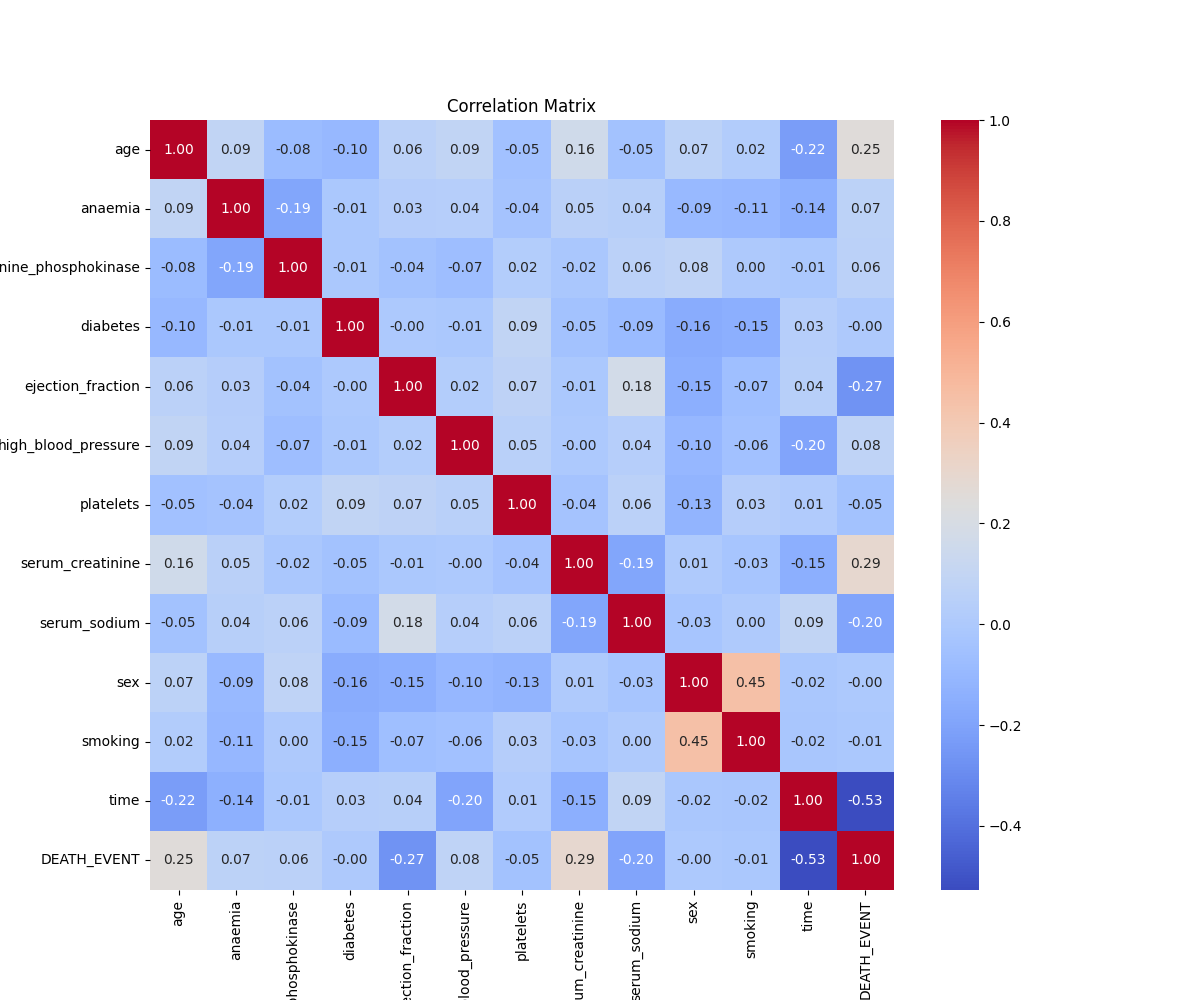 Correlation Matrix
age 1.00 0.09 -0.08 -0.10 0.06 0.09 -0.05 0.16 -0.05 0.07 0.02 -0.22 0.25
anaemia 0.09 1.00 -0.19 -0.01 0.03 0.04 -0.04 0.05 0.04 -0.09 -0.11 -0.14 0.07
nine_phosphokinase -0.08 -0.19 1.00 -0.01 -0.04 -0.07 0.02 -0.02 0.06 0.08 0.00 -0.01 0.06
diabetes -0.10 -0.01 -0.01 1.00 -0.00 -0.01 0.09 -0.05 -0.09 -0.16 -0.15 0.03 -0.00
ejection_fraction 0.06 0.03 -0.04 -0.00 1.00 0.02 0.07 -0.01 0.18 -0.15 -0.07 0.04 -0.27
high_blood_pressure 0.09 0.04 -0.07 -0.01 0.02 1.00 0.05 -0.00 0.04 -0.10 -0.06 -0.20 0.08
platelets -0.05 -0.04 0.02 0.09 0.07 0.05 1.00 -0.04 0.06 -0.13 0.03 0.01 -0.05
serum_creatinine 0.16 0.05 -0.02 -0.05 -0.01 -0.00 -0.04 1.00 -0.19 0.01 -0.03 -0.15 0.29
serum_sodium -0.05 0.04 0.06 -0.09 0.18 0.04 0.06 -0.19 1.00 -0.03 0.00 0.09 -0.20
sex 0.07 -0.09 0.08 -0.16 -0.15 -0.10 -0.13 0.01 -0.03 1.00 0.45 -0.02 -0.00
smoking 0.02 -0.11 0.00 -0.15 -0.07 -0.06 0.03 -0.03 0.00 0.45 1.00 -0.02 -0.01
time -0.22 -0.14 -0.01 0.03 0.04 -0.20 0.01 -0.15 0.09 -0.02 -0.02 1.00 -0.53
DEATH_EVENT 0.25 0.07 0.06 -0.00 -0.27 0.08 -0.05 0.29 -0.20 -0.00 -0.01 -0.53 1.00
age
anaemia
phosphokinase
diabetes
ection_fraction
lood_pressure
platelets
um_creatinine
serum_sodium
sex
smoking
time
DEATH_EVENT
1.0
0.8
0.6
0.4
0.2
0.0
−0.2
−0.4